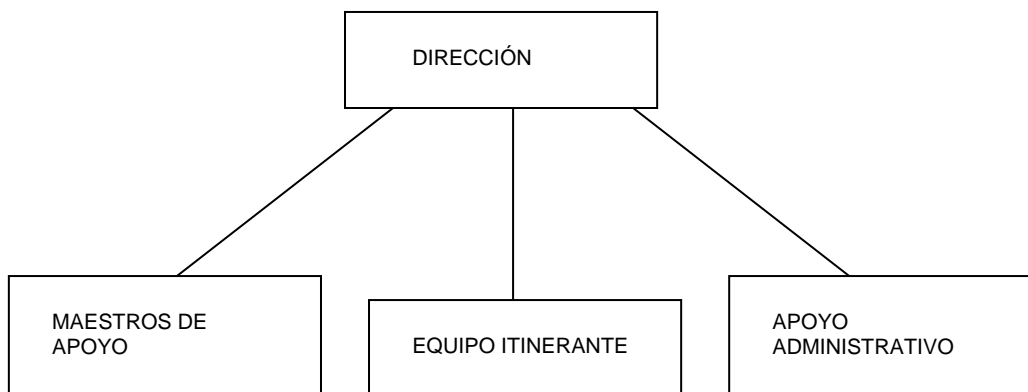 DIRECCIÓN
MAESTROS DE
APOYO
EQUIPO ITINERANTE
APOYO
ADMINISTRATIVO